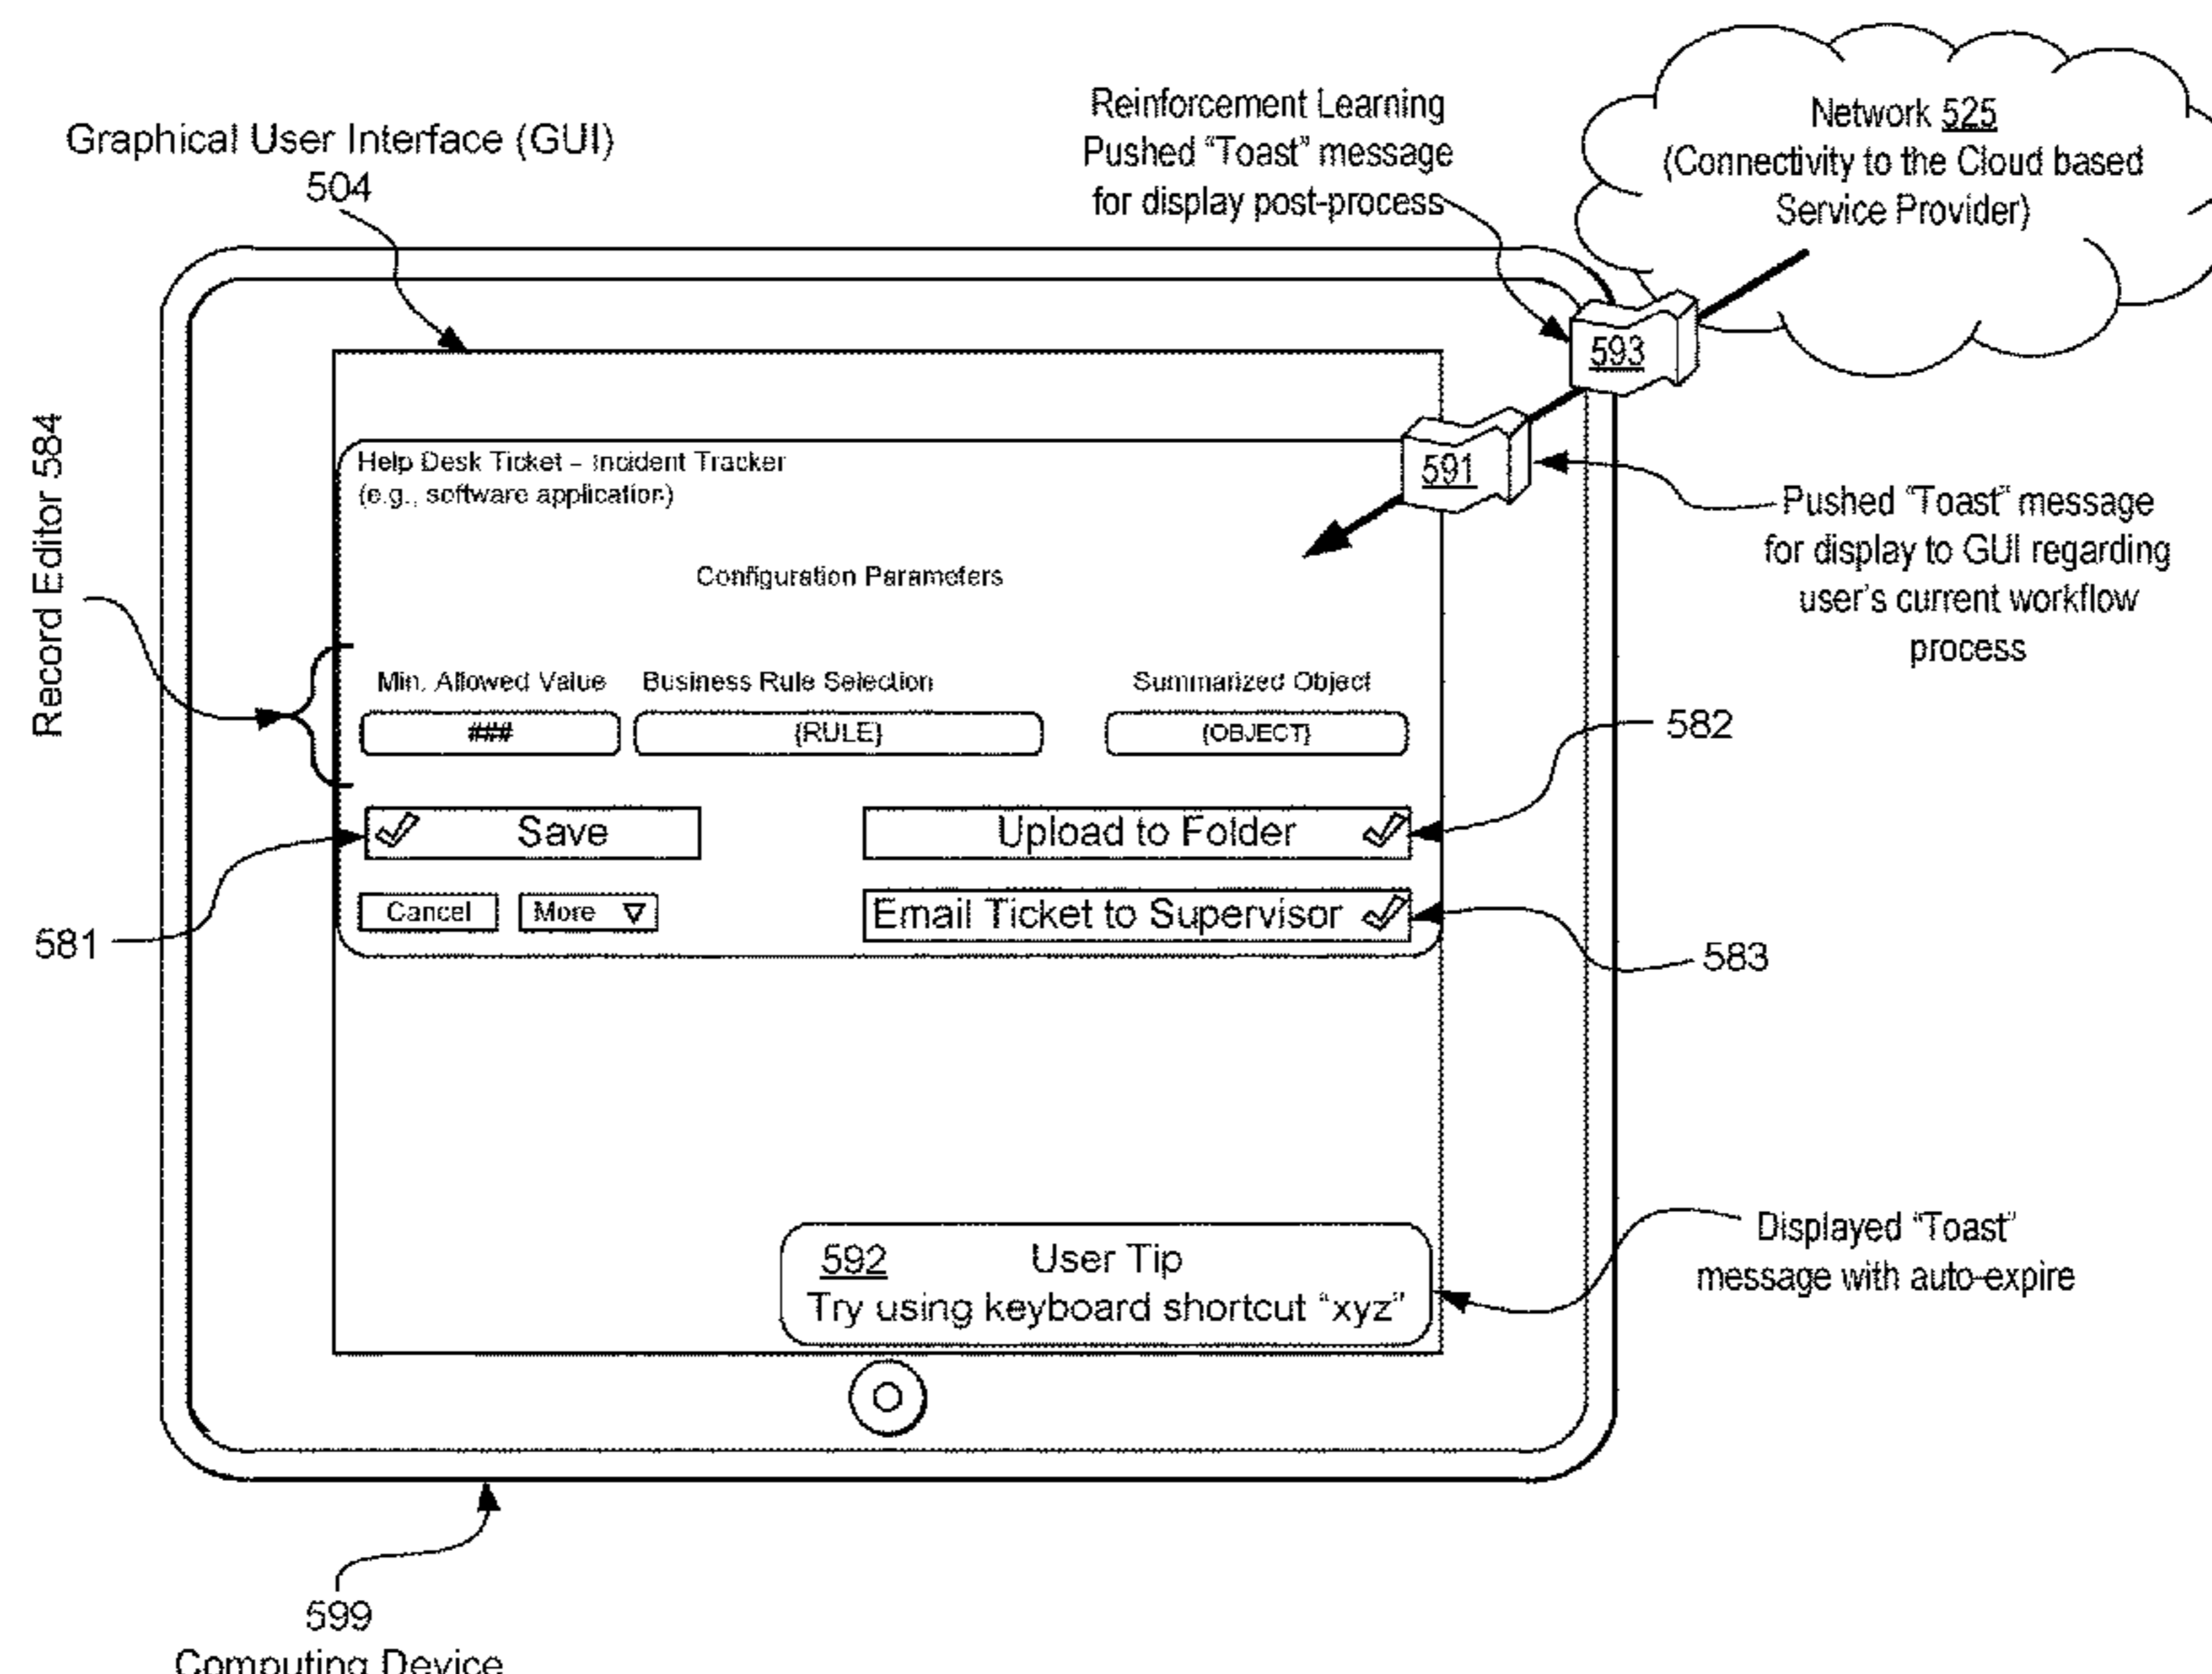 Graphical User Interface (GUI)
504
Reinforcement Learning
Pushed "Toast" message
for display post-process
Network 525
(Connectivity to the Cloud based
Service Provider)
593
591
Pushed "Toast" message
for display to GUI regarding
user's current workflow
process
Record Editor 584
Help Desk Ticket – Incident Tracker
(e.g., software application)
Configuration Parameters
Min. Allowed Value Business Rule Selection Summarized Object
### {RULE} {OBJECT}
582
Save Upload to Folder
Cancel More Email Ticket to Supervisor
581
583
592 User Tip
Try using keyboard shortcut "xyz"
Displayed "Toast"
message with auto-expire
599
Computing Device